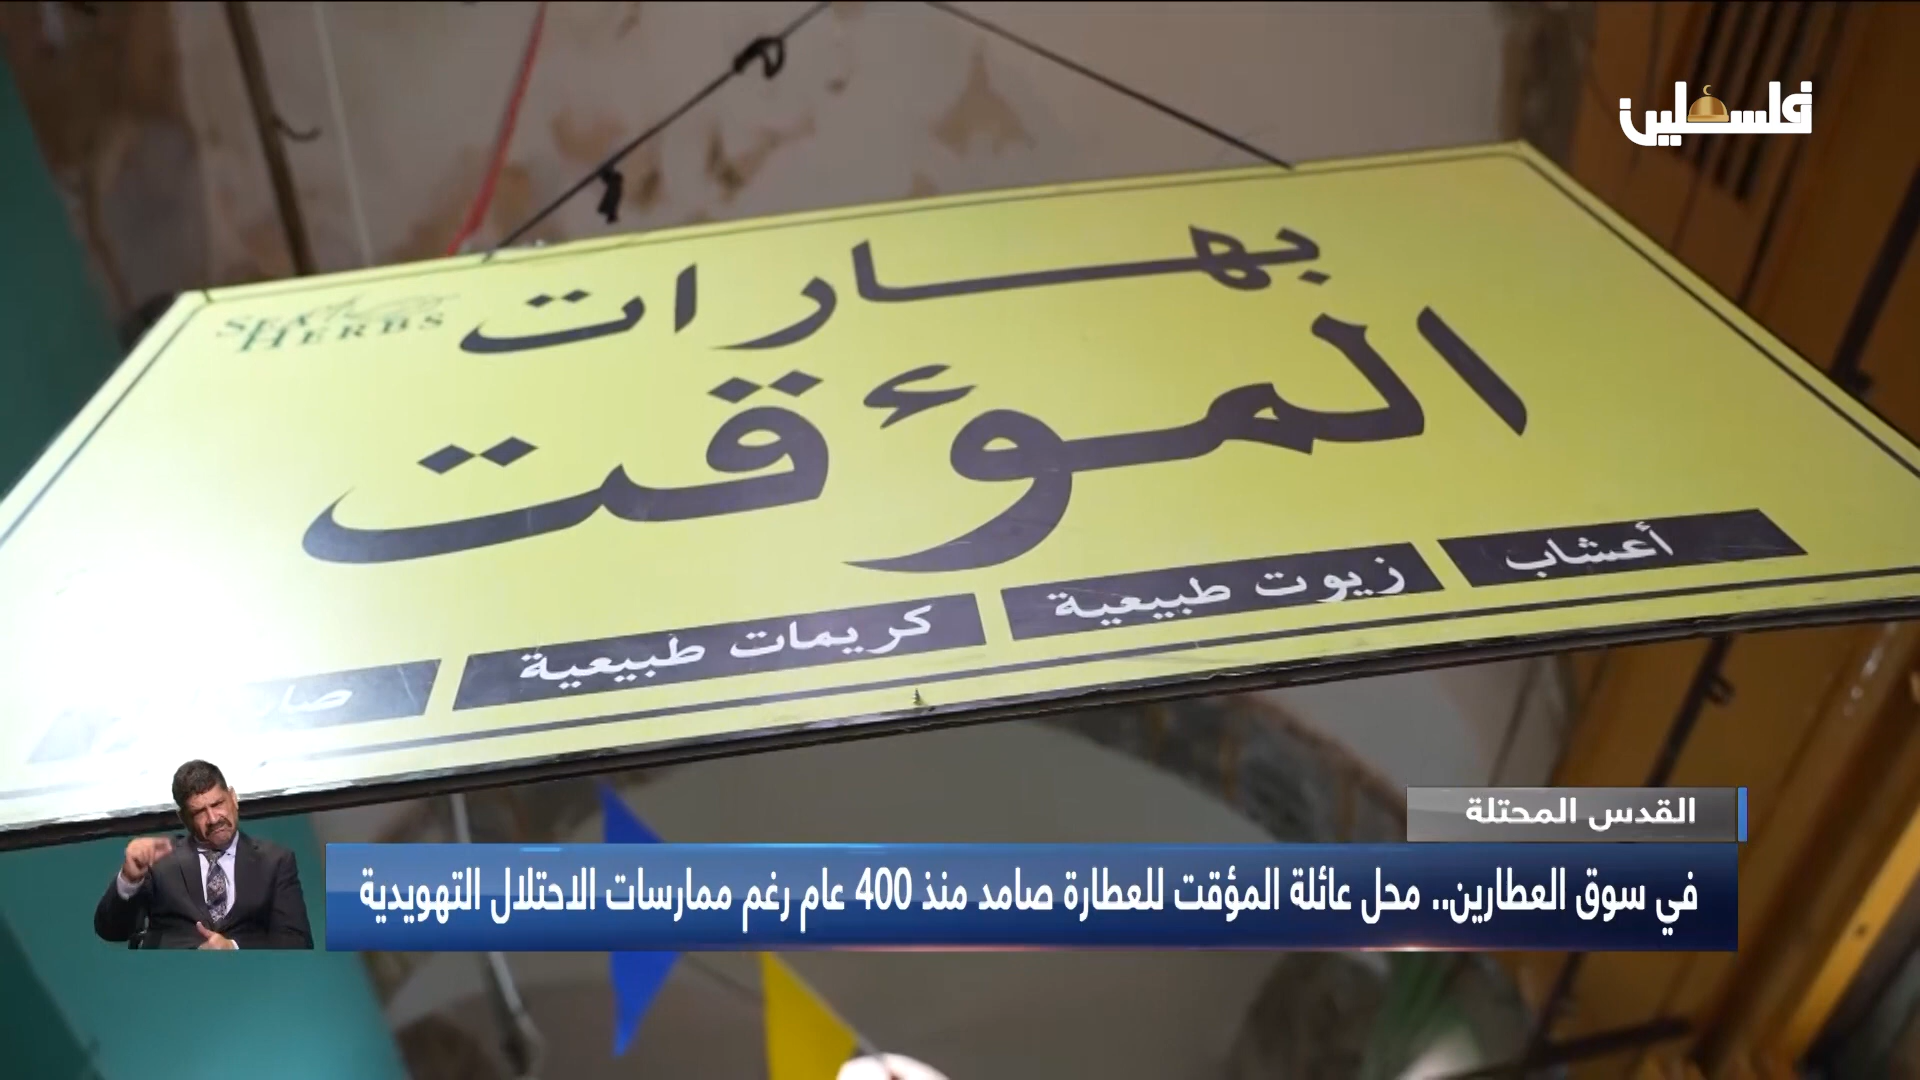 فلسطين
بهارات
المؤقت
HERBS
أعشاب
زيوت طبيعية
كريمات طبيعية
القدس المحتلة
في سوق العطارين.. محل عائلة المؤقت للعطارة صامد منذ 400 عام رغم ممارسات الاحتلال التهويدية